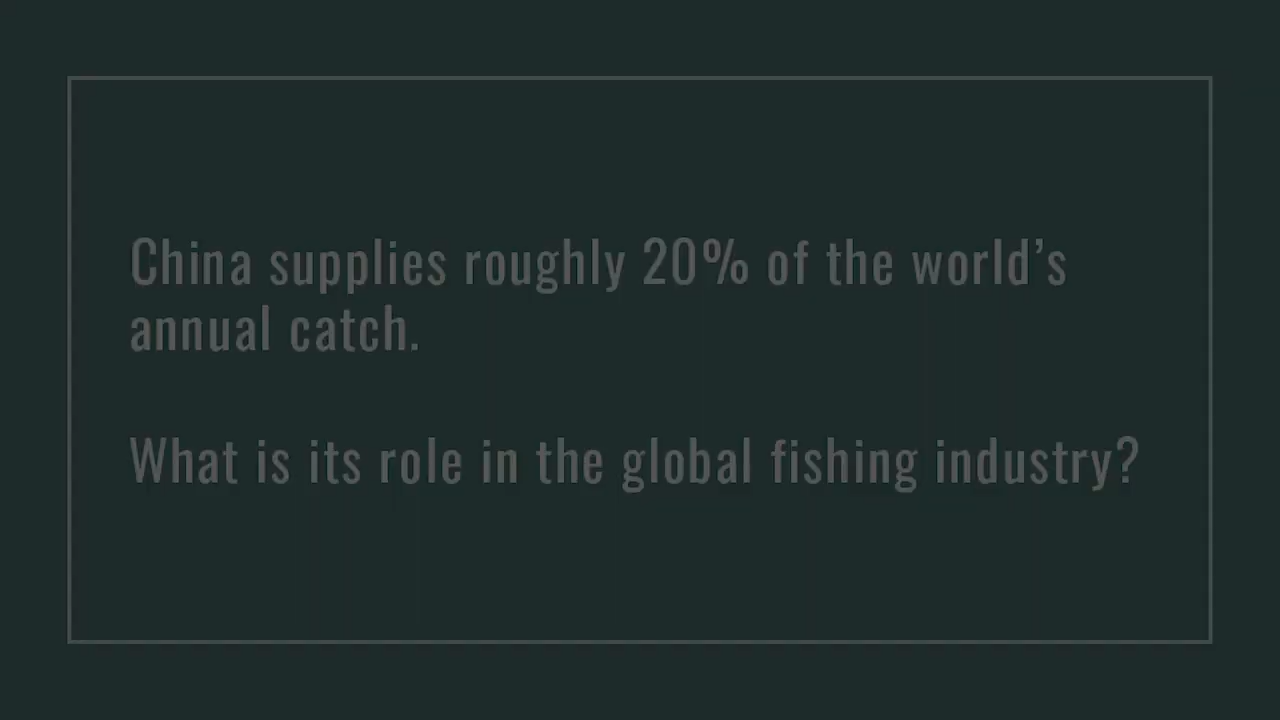 China supplies roughly 20% of the world’s
annual catch.
What is its role in the global fishing industry?